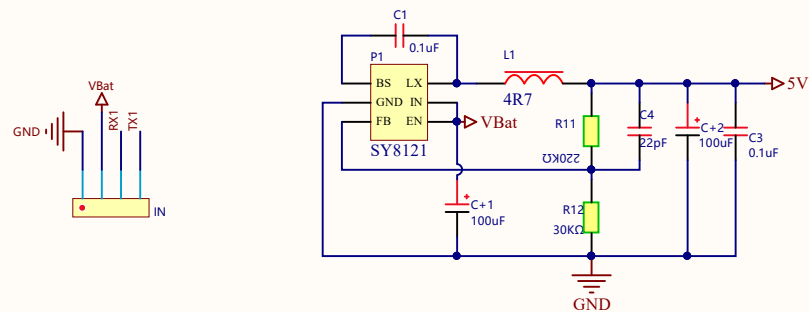 C1
0.1uF
P1
BS LX
GND IN
FB EN
SY8121
L1
4R7
5V
VBat
R11
220KΩ
C4
22pF
C+2
+
100uF
C3
0.1uF
+
C+1
100uF
R12
30KΩ
GND
VBat
GND
RX1
TX1
IN